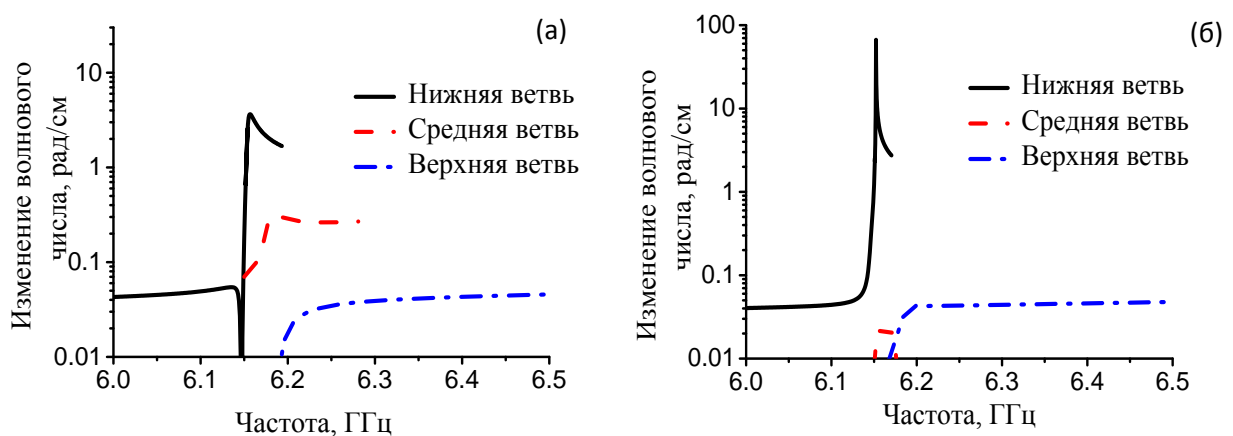 (а)
Изменение волнового
числа, рад/см
10
1
0.1
0.01
Нижняя ветвь
Средняя ветвь
Верхняя ветвь
6.0 6.1 6.2 6.3 6.4 6.5
Частота, ГГц
(б)
Изменение волнового
числа, рад/см
100
10
1
0.1
0.01
Нижняя ветвь
Средняя ветвь
Верхняя ветвь
6.0 6.1 6.2 6.3 6.4 6.5
Частота, ГГц